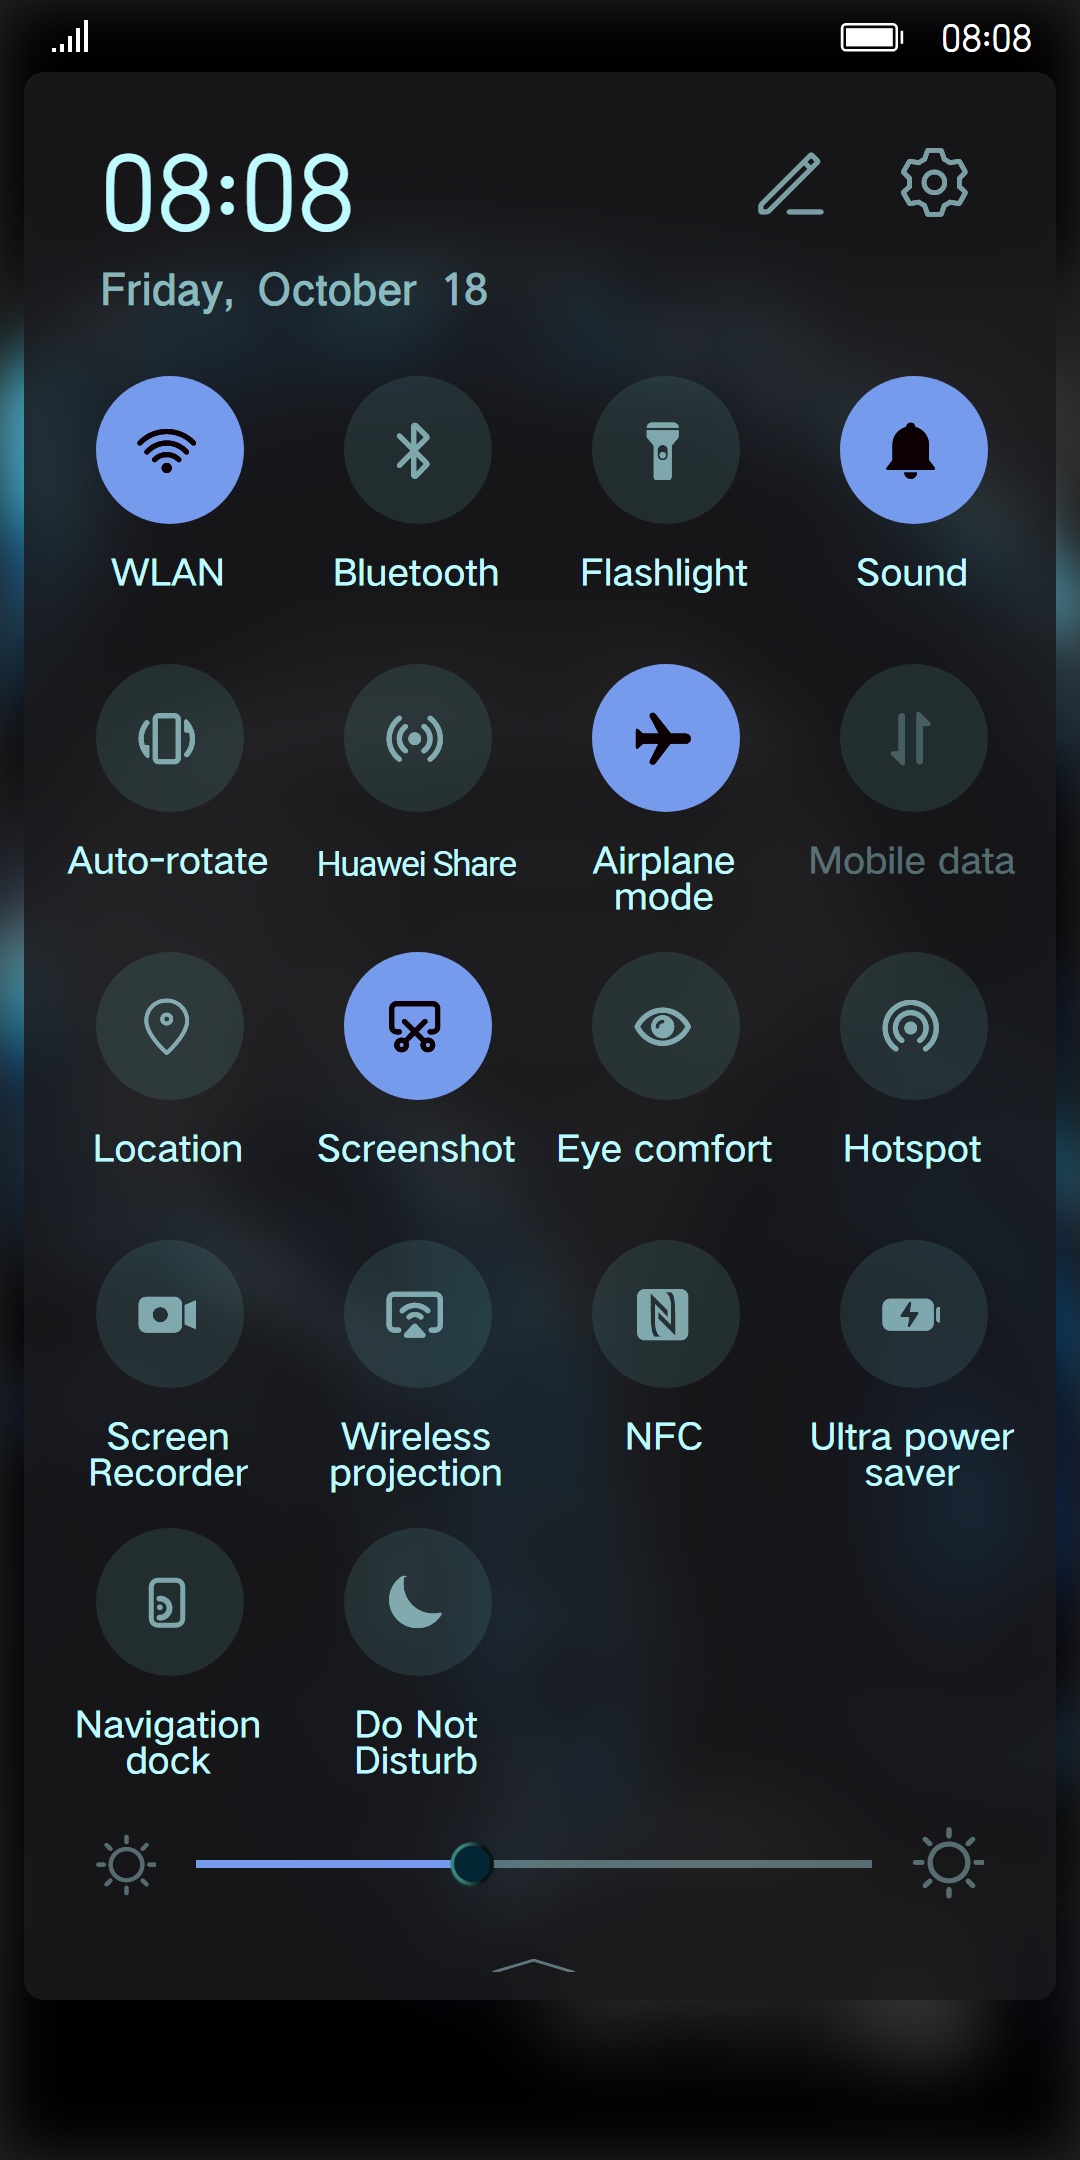 08:08
08:08
Friday, October 18
WLAN
Bluetooth
Flashlight
Sound
Auto-rotate
Huawei Share
Airplane
mode
Mobile data
Location
Screenshot
Eye comfort
Hotspot
Screen
Recorder
Wireless
projection
NFC
Ultra power
saver
Navigation
dock
Do Not
Disturb